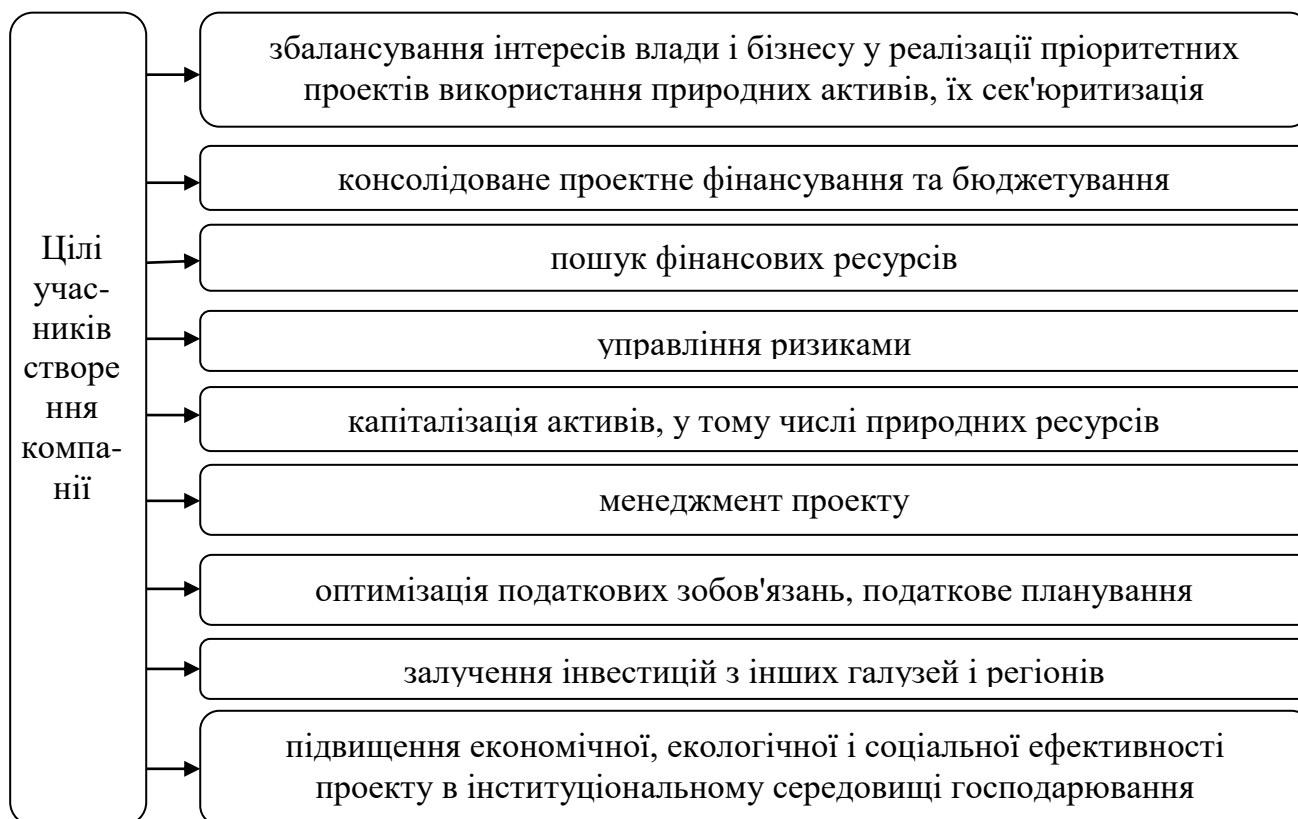 Цілі
учас-
ників
створе
ння
компа-
нії
збалансування інтересів влади і бізнесу у реалізації пріоритетних
проектів використання природних активів, їх сек'юритизація
консолідоване проектне фінансування та бюджетування
пошук фінансових ресурсів
управління ризиками
капіталізація активів, у тому числі природних ресурсів
менеджмент проекту
оптимізація податкових зобов'язань, податкове планування
залучення інвестицій з інших галузей і регіонів
підвищення економічної, екологічної і соціальної ефективності
проекту в інституціональному середовищі господарювання